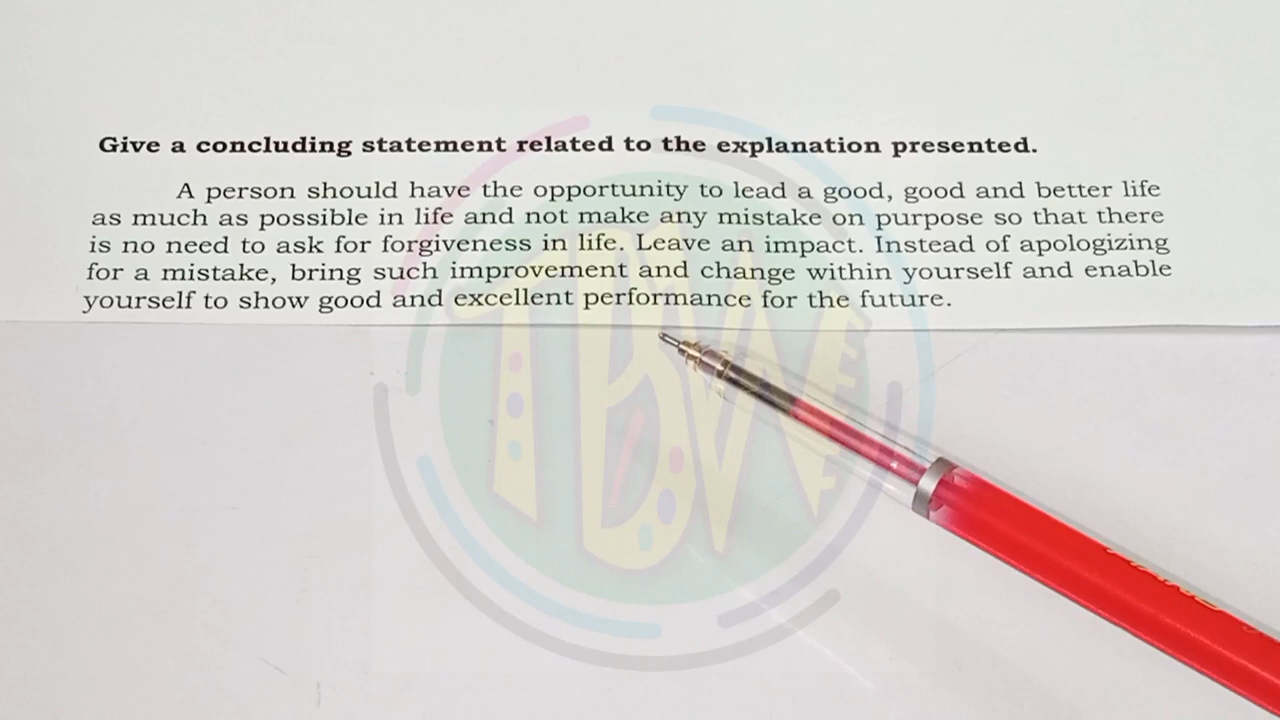 Give a concluding statement related to the explanation presented.
A person should have the opportunity to lead a good, good and better life
as much as possible in life and not make any mistake on purpose so that there
is no need to ask for forgiveness in life. Leave an impact. Instead of apologizing
for a mistake, bring such improvement and change within yourself and enable
yourself to show good and excellent performance for the future.
TBW